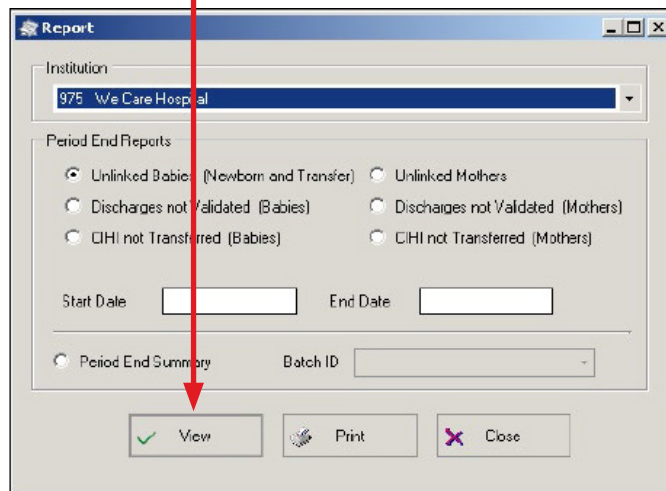 Report
Institution
975 We Care Hospital
Period End Reports
Unlinked Babies (Newborn and Transfer) Unlinked Mothers
Discharges not Validated (Babies) Discharges not Validated (Mothers)
CIHI not Transferred (Babies) CIHI not Transferred (Mothers)
Start Date End Date
Period End Summary Batch ID
View Print Close